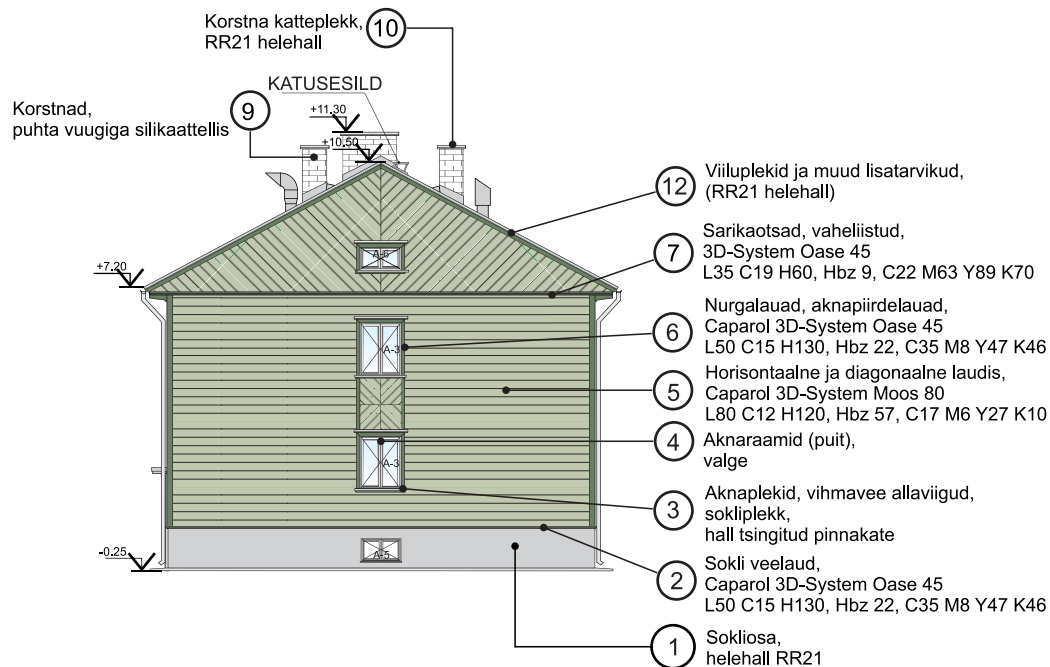 Korstna katteplekk,
RR21 helehall
10
KATUSESILD
9
Korstnad,
puhta vuugiga silikaattellis
+11.30
+10.50
12
Viiluplekid ja muud lisatarvikud,
(RR21 helehall)
7
Sarikaotsad, vaheliistud,
3D-System Oase 45
L35 C19 H60, Hbz 9, C22 M63 Y89 K70
A-6
+7.20
6
Nurgalauad, aknapiirdelauad,
Caparol 3D-System Oase 45
L50 C15 H130, Hbz 22, C35 M8 Y47 K46
A-3
5
Horisontaalne ja diagonaalne laudis,
Caparol 3D-System Moos 80
L80 C12 H120, Hbz 57, C17 M6 Y27 K10
4
Aknaraamid (puit),
valge
A-3
3
Aknaplekid, vihmavee allaviigud,
sokliplekk,
hall tsingitud pinnakate
-0.25
A-5
2
Sokli veelaud,
Caparol 3D-System Oase 45
L50 C15 H130, Hbz 22, C35 M8 Y47 K46
1
Sokliosa,
helehall RR21